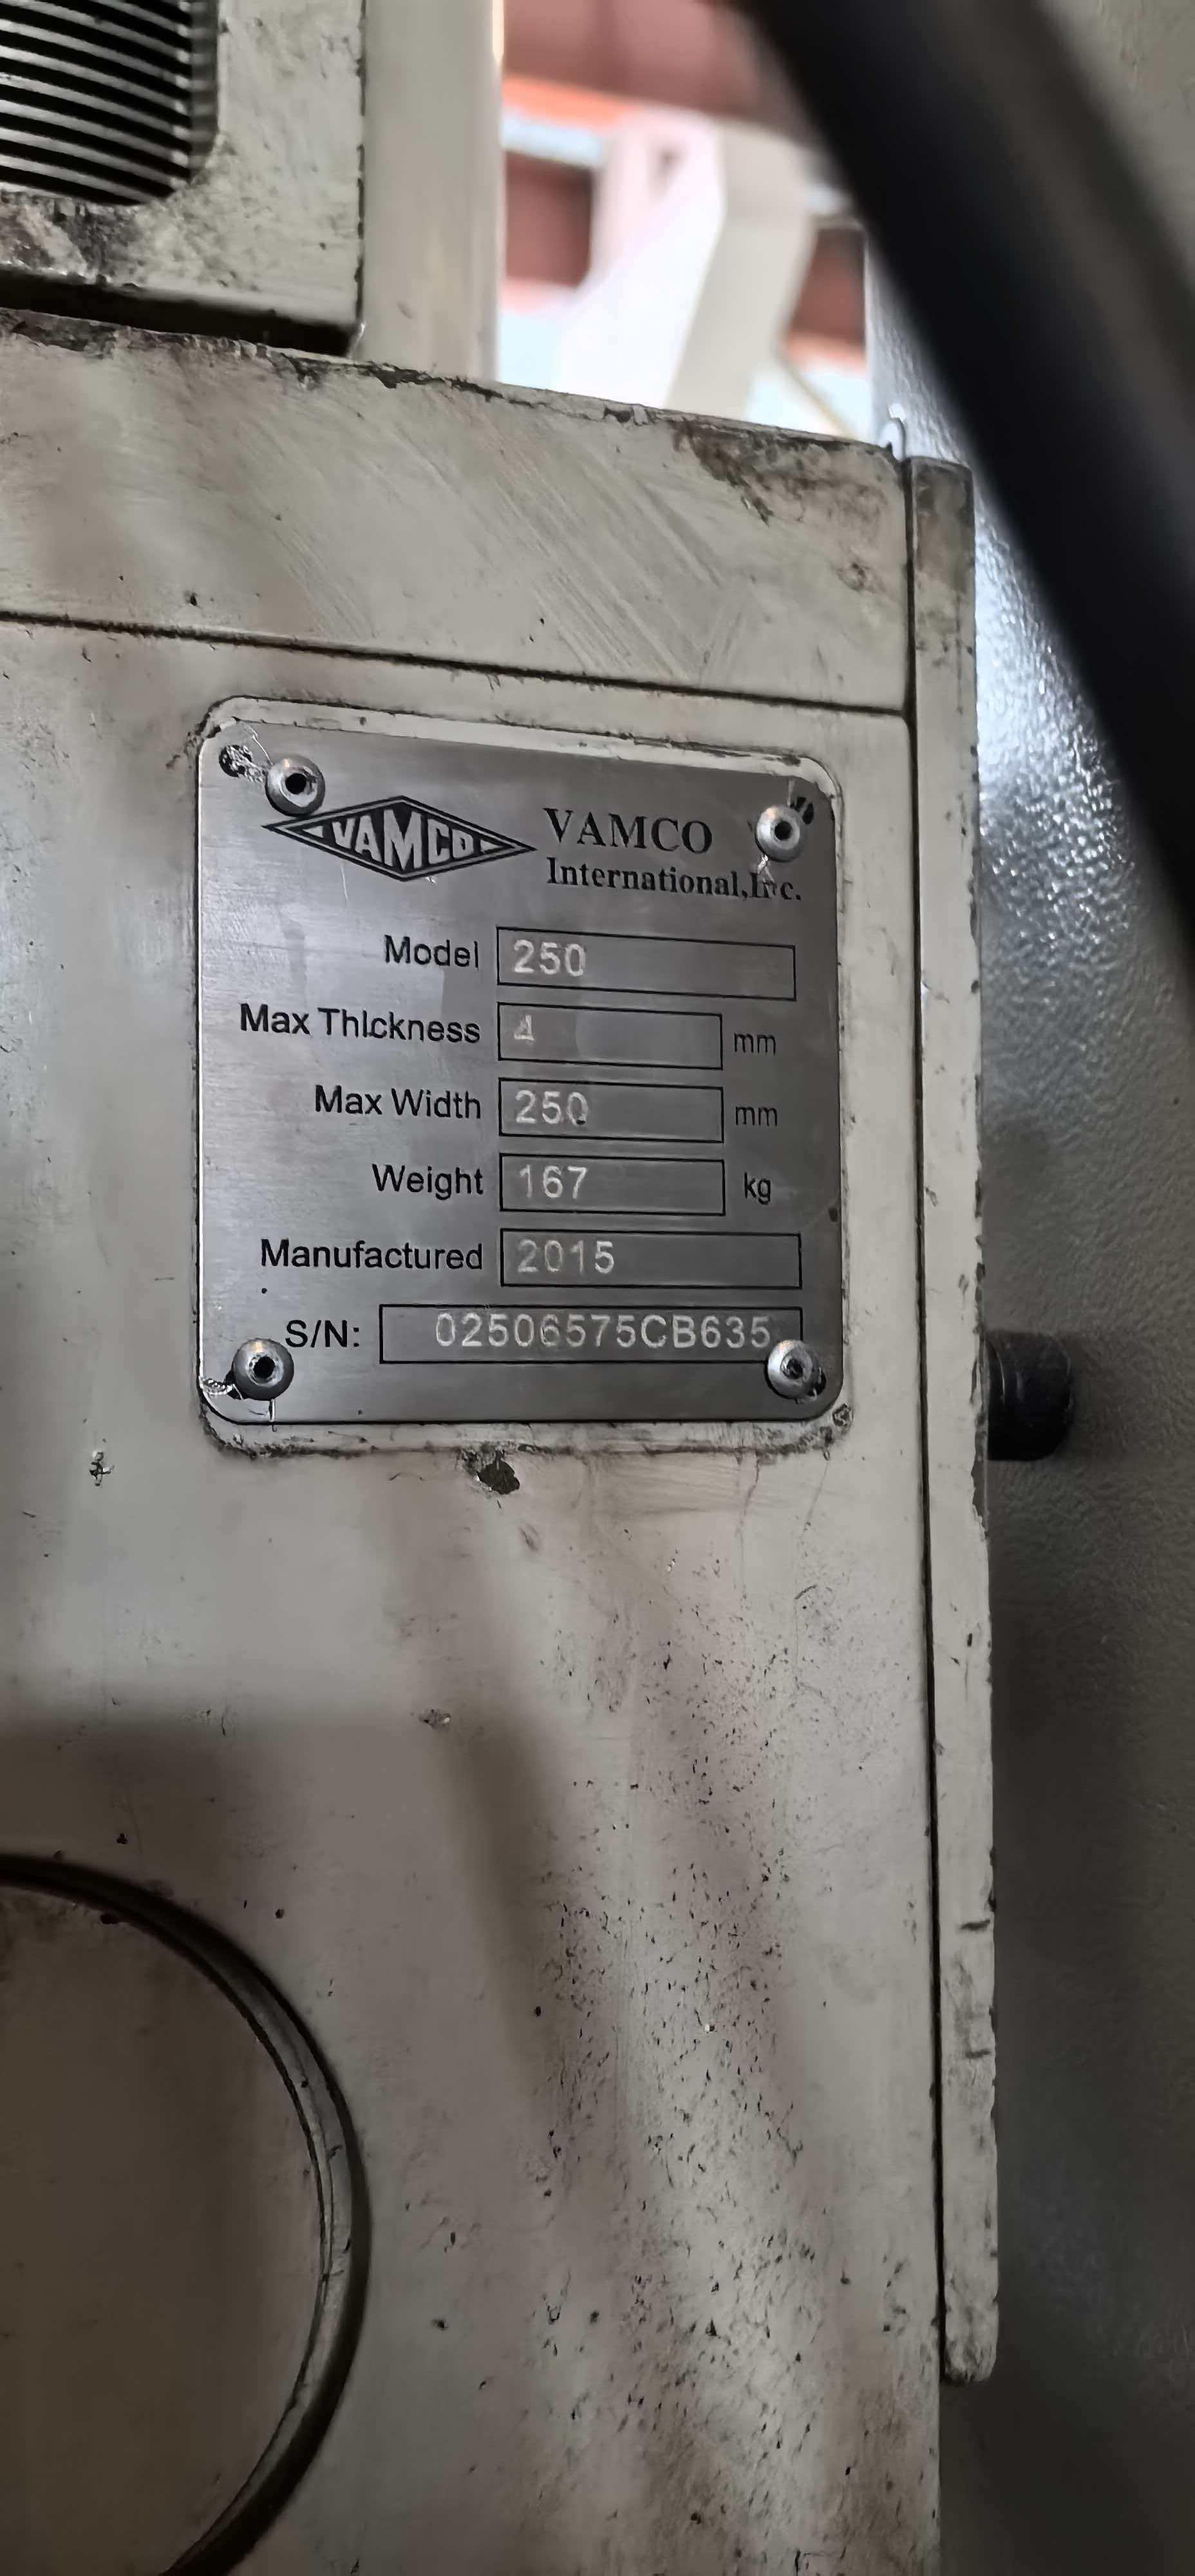 VAMCO
VAMCO
International,Inc.
Model 250
Max Thickness 4 mm
Max Width 250 mm
Weight 167 kg
Manufactured 2015
S/N: 02506575CB635